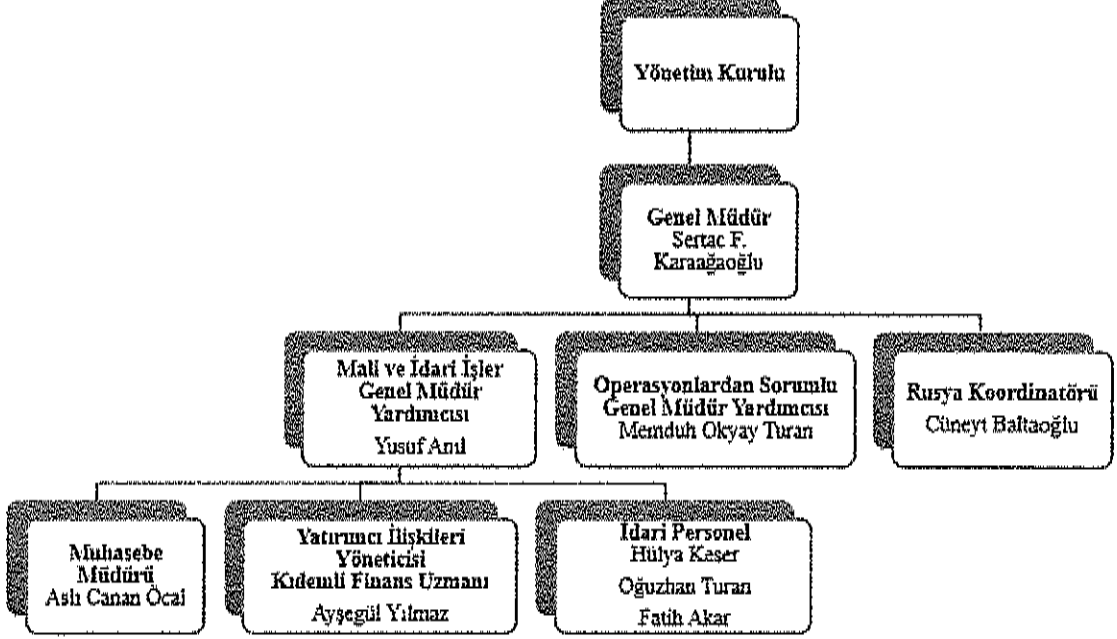 Yönetim Kurulu
Genel Müdür
Sertac F.
Karaağaoğlu
Mali ve İdari İşler
Genel Müdür
Yardımcısı
Yusuf Anıl
Operasyonlardan Sorumlu
Genel Müdür Yardımcısı
Memduh Okyay Turan
Rusya Koordinatörü
Cüneyt Baltaoğlu
Muhasebe
Müdürü
Aslı Canan Öcal
Yatırımcı İlişkileri
Yöneticisi
Kıdemli Finans Uzmanı
Ayşegül Yılmaz
İdari Personel
Hülya Keser
Oğuzhan Turan
Fatih Akar